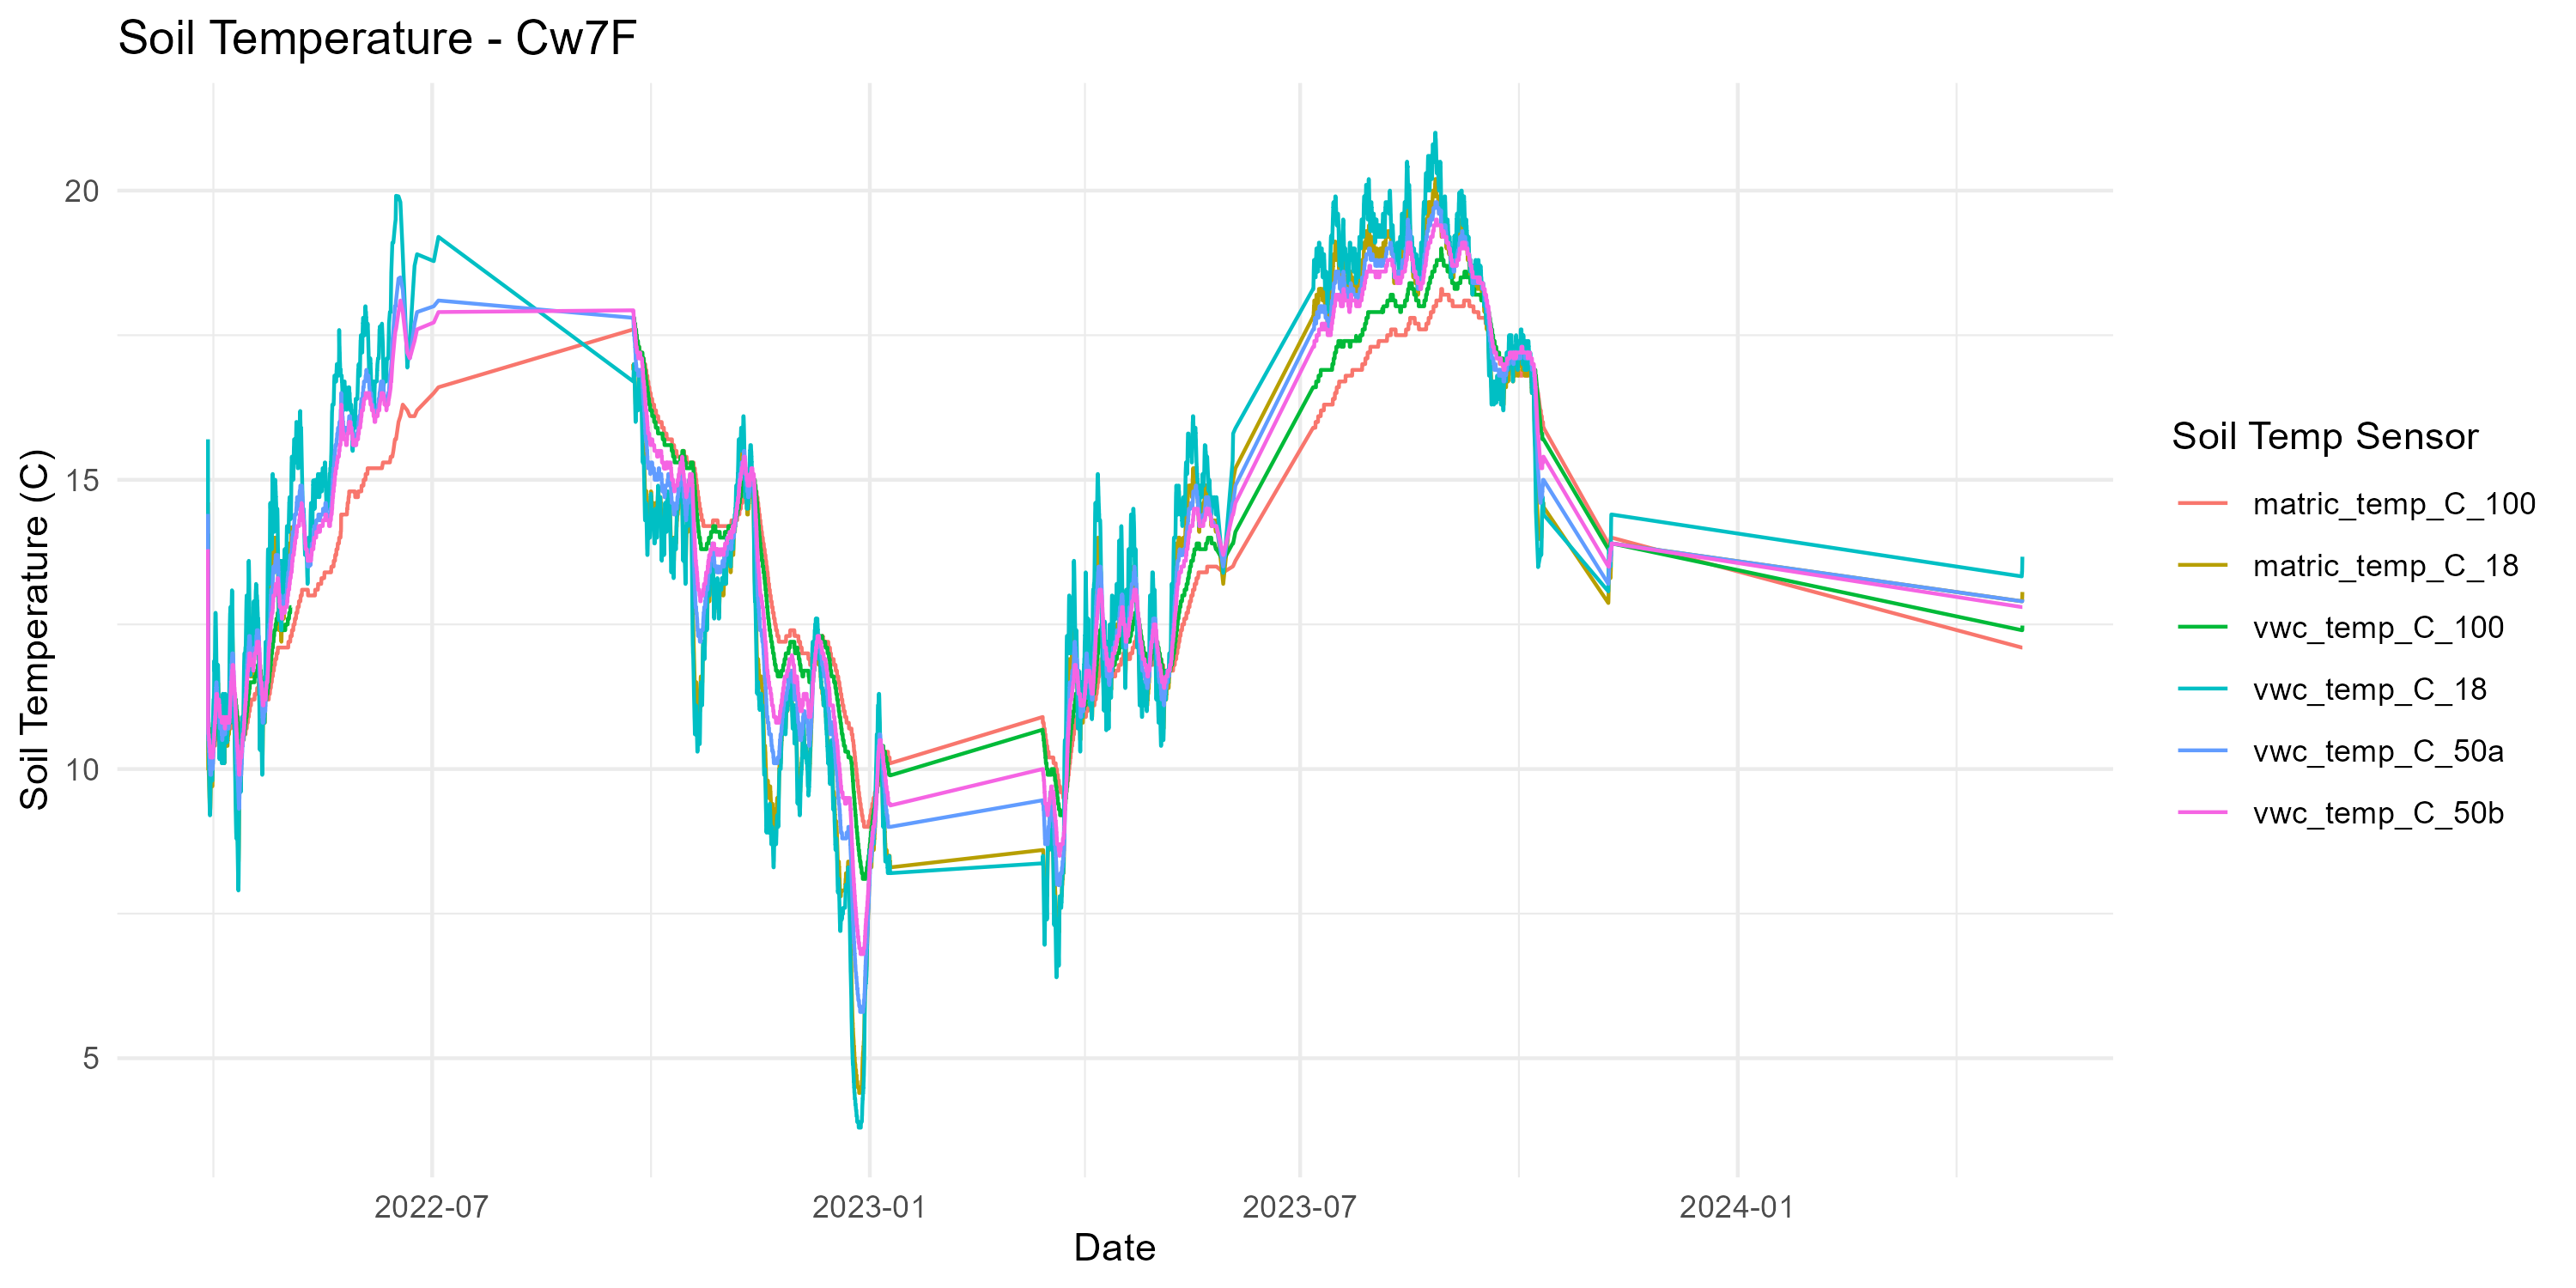 Soil Temperature - Cw7F
Soil Temperature (C)
20
15
10
5
2022-07
2023-01
2023-07
2024-01
Date
Soil Temp Sensor
matric_temp_C_100
matric_temp_C_18
vwc_temp_C_100
vwc_temp_C_18
vwc_temp_C_50a
vwc_temp_C_50b